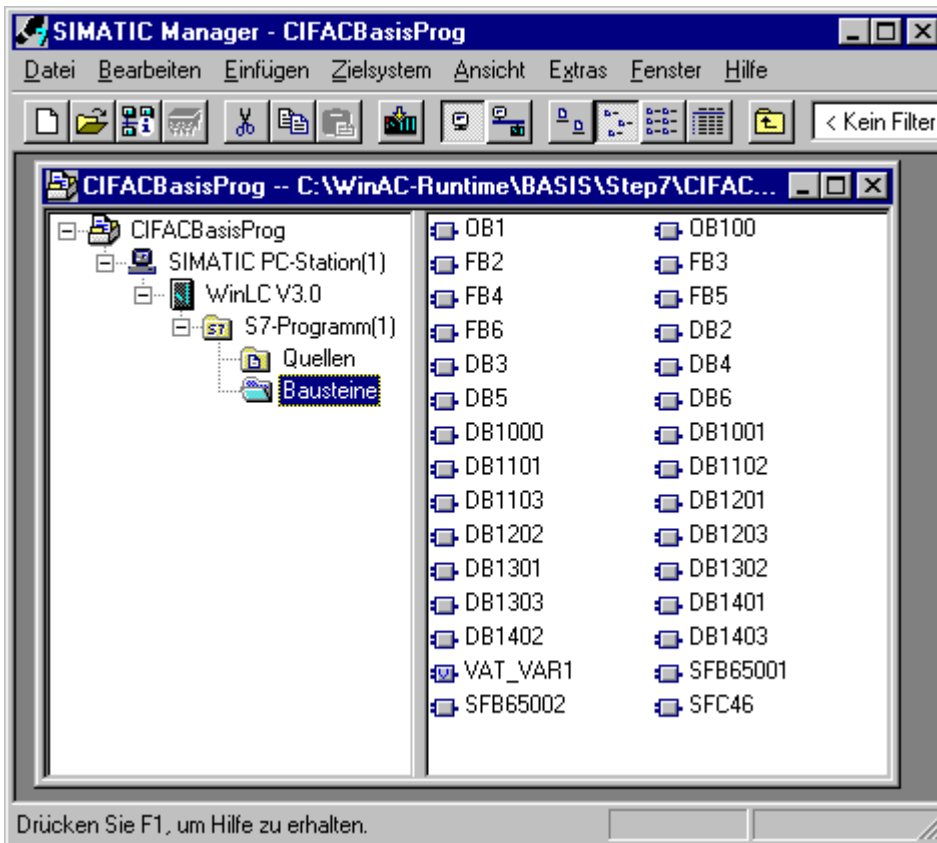 SIMATIC Manager - CIFACBasisProg
Datei Bearbeiten Einfügen Zielsystem Ansicht Extras Fenster Hilfe
< Kein Filter
CIFACBasisProg -- C:\WinAC-Runtime\BASIS\Step7\CIFAC...
CIFACBasisProg
SIMATIC PC-Station(1)
WinLC V3.0
S7-Programm(1)
Quellen
Bausteine
OB1 OB100
FB2 FB3
FB4 FB5
FB6 DB2
DB3 DB4
DB5 DB6
DB1000 DB1001
DB1101 DB1102
DB1103 DB1201
DB1202 DB1203
DB1301 DB1302
DB1303 DB1401
DB1402 DB1403
VAT_VAR1 SFB65001
SFB65002 SFC46
Drücken Sie F1, um Hilfe zu erhalten.